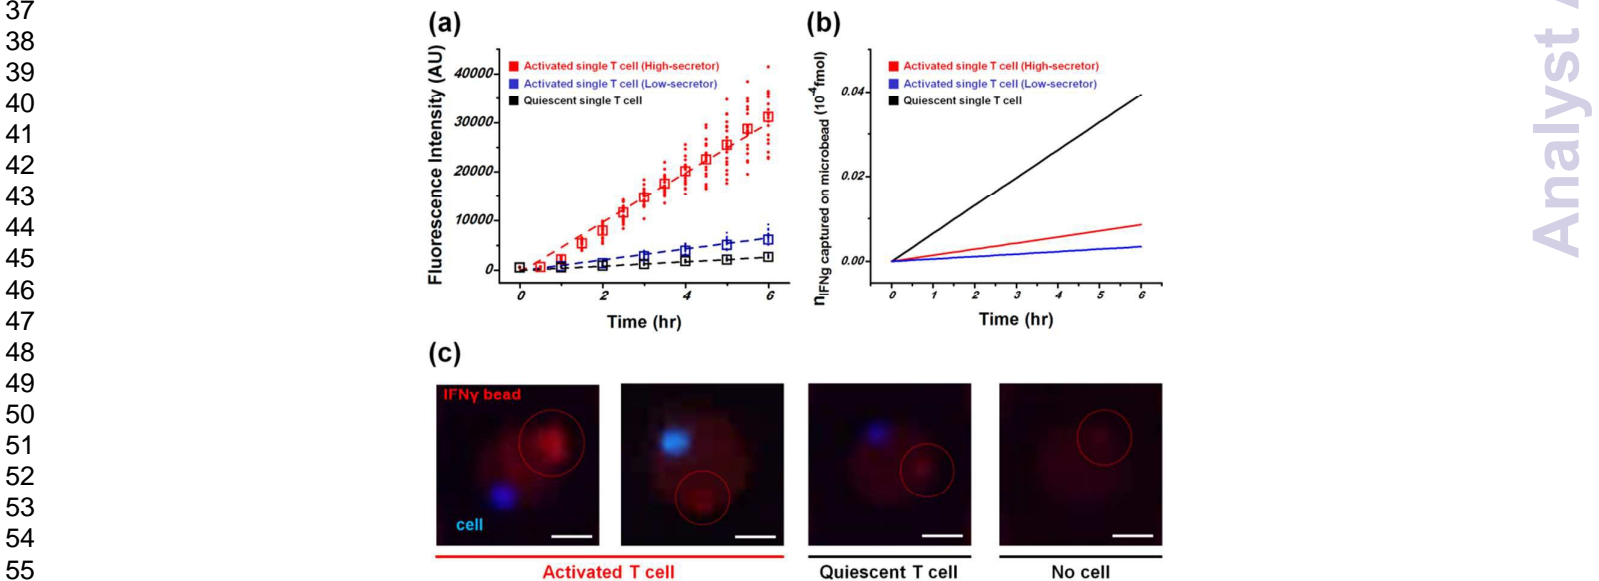 37
38
39
40
41
42
43
44
45
46
47
48
49
50
51
52
53
54
55
(a)
Fluorescence Intensity (AU)
40000
30000
20000
10000
0
Activated single T cell (High-secretor)
Activated single T cell (Low-secretor)
Quiescent single T cell
0 2 4 6
Time (hr)
(b)
nIFNg captured on microbead (10-4fmol)
0.04
0.02
0.00
Activated single T cell (High-secretor)
Activated single T cell (Low-secretor)
Quiescent single T cell
0 1 2 3 4 5 6
Time (hr)
(c)
IFNγ bead
cell
Activated T cell
Quiescent T cell
No cell
Analyst